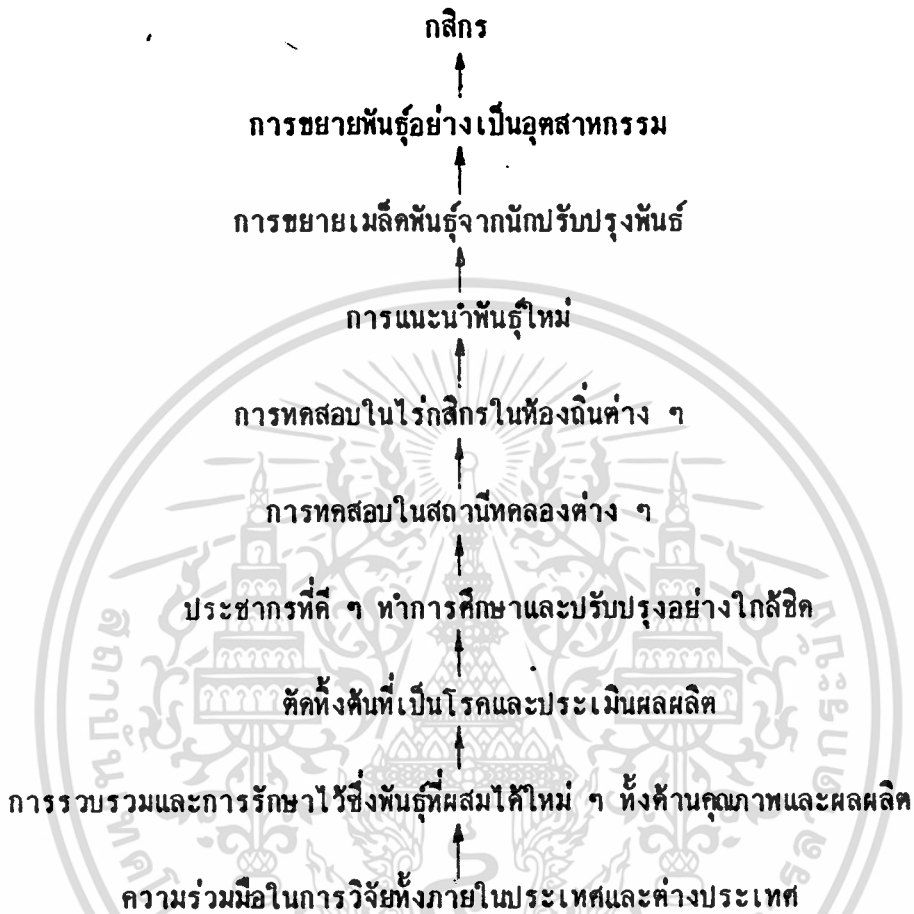 กสิกร
การขยายพันธุ์อย่างเป็นอุตสาหกรรม
การขยายเมล็ดพันธุ์จากนักปรับปรุงพันธ์
การแนะนำพันธุ์ใหม่
การทดสอบในไร่กสิกรในท้องถิ่นต่าง ๆ
การทดสอบในสถานีทดลองต่าง ๆ
ประชากรที่ดี ๆ ทำการศึกษาและปรับปรุงอย่างใกล้ชิด
ตัดทิ้งต้นที่เป็นโรคและประเมินผลผลิต
การรวบรวมและการรักษาไว้ซึ่งพันธุ์ที่ผสมได้ใหม่ ๆ ทั้งด้านคุณภาพและผลผลิต
ความร่วมมือในการวิจัยทั้งภายในประเทศและต่างประเทศ